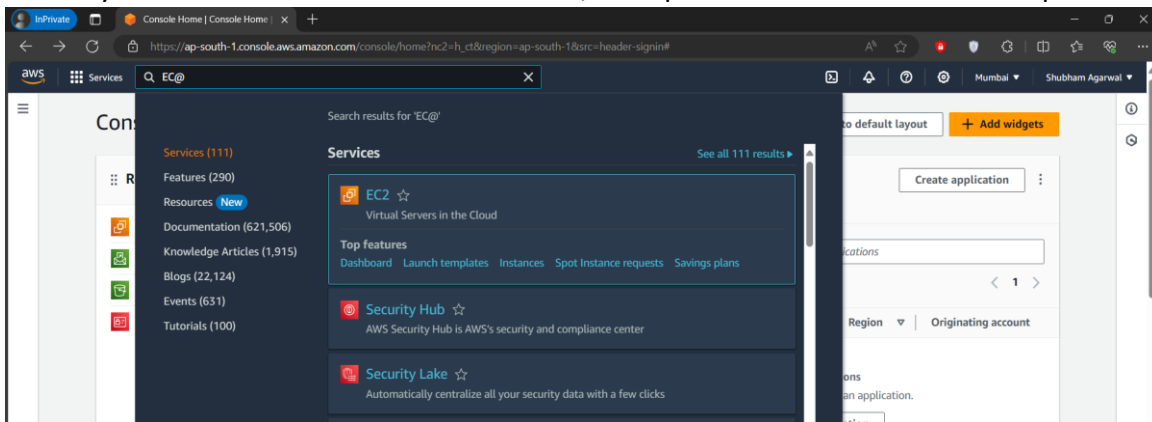 InPrivate
Console Home | Console Home |
https://ap-south-1.console.aws.amazon.com/console/home?nc2=h_ct&region=ap-south-1&src=header-signin#
aws Services EC@ Mumbai Shubham Agarwal
Search results for 'EC@'
Con to default layout + Add widgets
Services (111) Services See all 111 results
R Features (290) Create application
Resources New EC2
Virtual Servers in the Cloud
Documentation (621,506)
Knowledge Articles (1,915) Top features
Dashboard Launch templates Instances Spot Instance requests Savings plans
Blogs (22,124) 1
Events (631) Security Hub
Tutorials (100) AWS Security Hub is AWS's security and compliance center Region Originating account
Security Lake
Automatically centralize all your security data with a few clicks
an application.